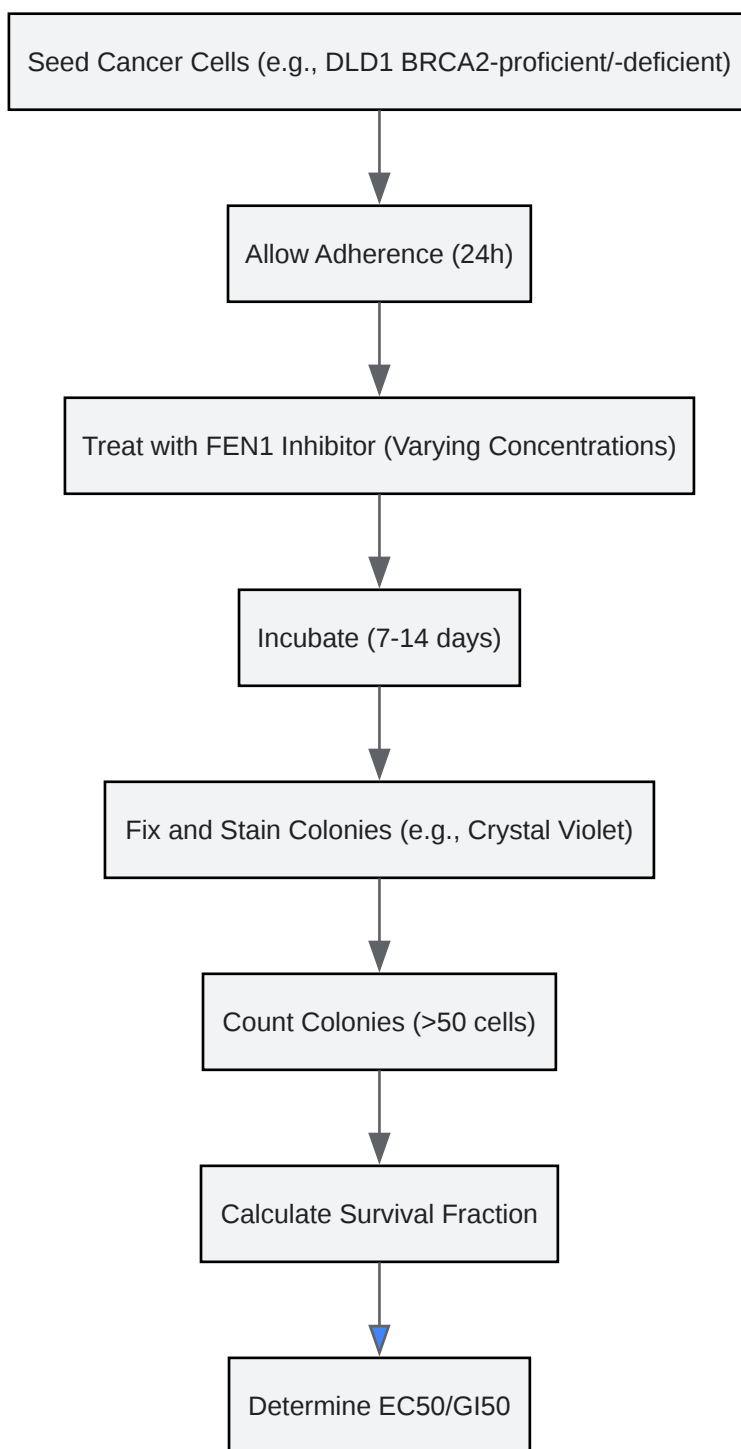 Seed Cancer Cells (e.g., DLD1 BRCA2-proficient/-deficient)
Allow Adherence (24h)
Treat with FEN1 Inhibitor (Varying Concentrations)
Incubate (7-14 days)
Fix and Stain Colonies (e.g., Crystal Violet)
Count Colonies (>50 cells)
Calculate Survival Fraction
Determine EC50/GI50